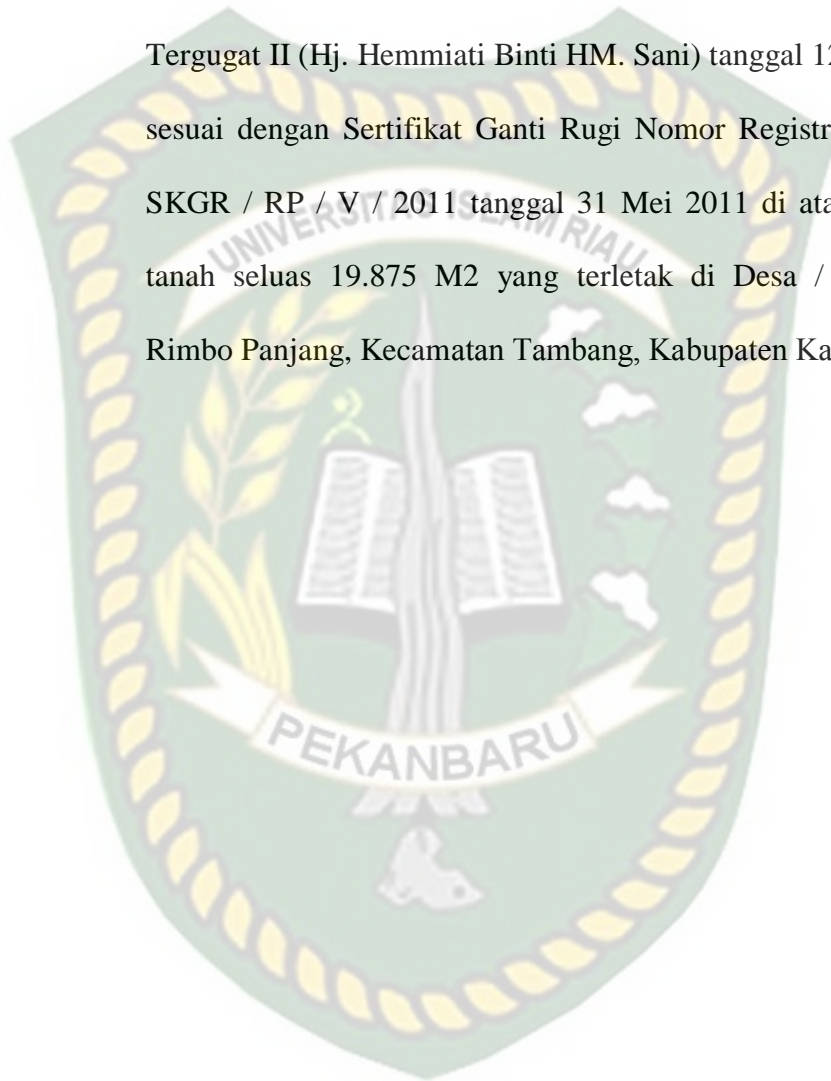 Tergugat II (Hj. Hemmiati Binti HM. Sani) tanggal 12
sesuai dengan Sertifikat Ganti Rugi Nomor Registr
SKGR / RP / V / 2011 tanggal 31 Mei 2011 di ata
tanah seluas 19.875 M2 yang terletak di Desa /
Rimbo Panjang, Kecamatan Tambang, Kabupaten Ka
UNIVERSITAS ISLAM RIAU
PEKANBARU